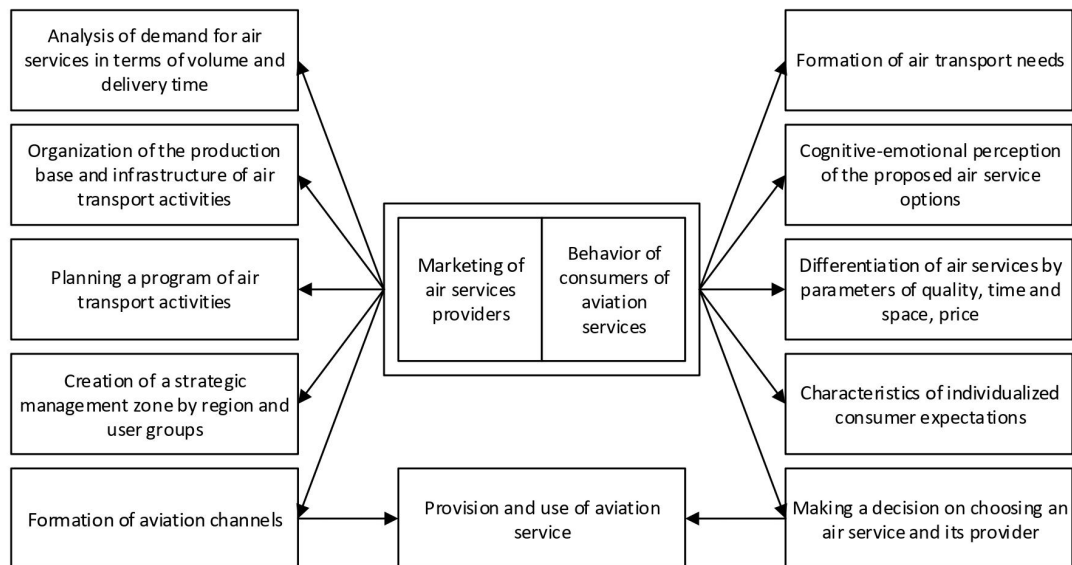 Analysis of demand for air
services in terms of volume and
delivery time
Organization of the production
base and infrastructure of air
transport activities
Planning a program of air
transport activities
Creation of a strategic
management zone by region and
user groups
Formation of aviation channels
Marketing of
air services
providers
Behavior of
consumers of
aviation
services
Provision and use of aviation
service
Formation of air transport needs
Cognitive-emotional perception
of the proposed air service
options
Differentiation of air services by
parameters of quality, time and
space, price
Characteristics of individualized
consumer expectations
Making a decision on choosing an
air service and its provider